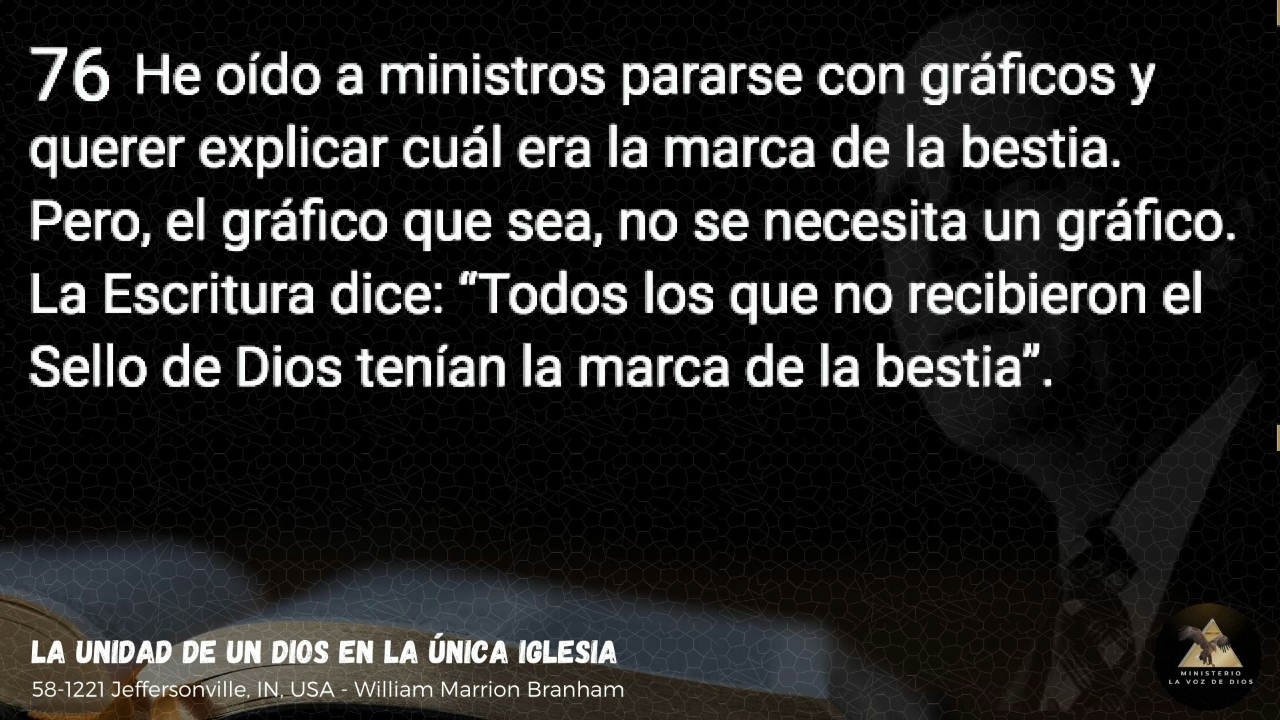 76 He oído a ministros pararse con gráficos y
querer explicar cuál era la marca de la bestia.
Pero, el gráfico que sea, no se necesita un gráfico.
La Escritura dice: “Todos los que no recibieron el
Sello de Dios tenían la marca de la bestia”.
LA UNIDAD DE UN DIOS EN LA ÚNICA IGLESIA
58-1221 Jeffersonville, IN, USA - William Marrion Branham
MINISTERIO
LA VOZ DE DIOS